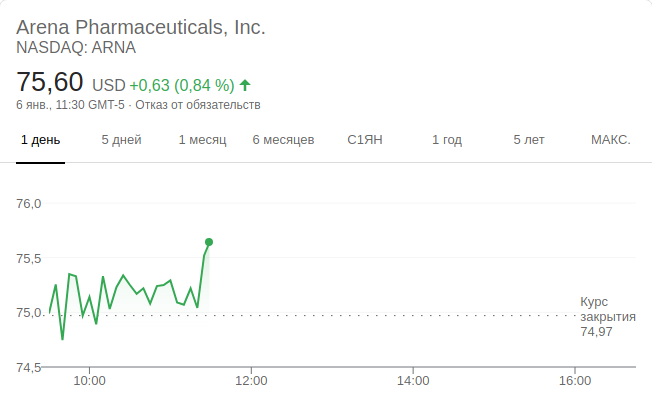 Arena Pharmaceuticals, Inc.
NASDAQ: ARNA
75,60 USD +0,63 (0,84 %)
6 янв., 11:30 GMT-5 · Отказ от обязательств
1 день 5 дней 1 месяц 6 месяцев С1ЯН 1 год 5 лет МАКС.
76,0
75,5
75,0
74,5
Курс
закрытия
74,97
10:00 12:00 14:00 16:00